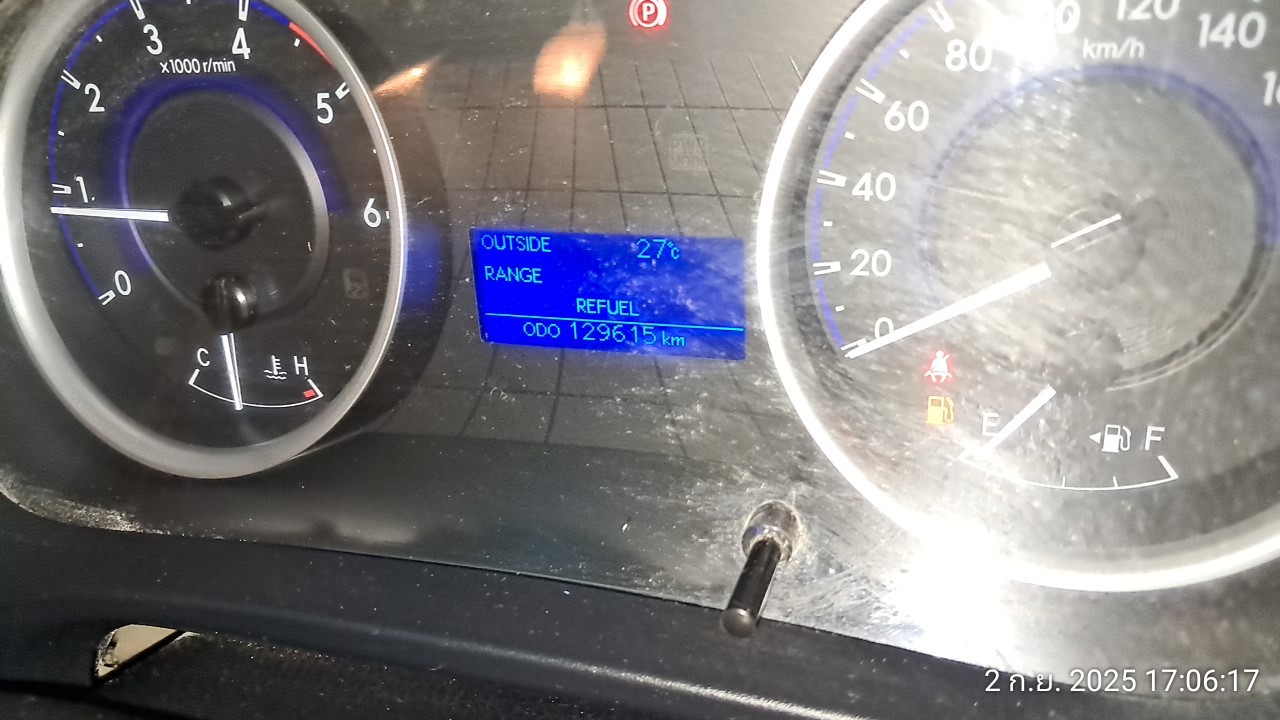 3 4
x1000 r/min
2 5
1 6
0
C H
P
OUTSIDE 27°C
RANGE
REFUEL
ODO 129615 km
120
80 km/h 140
60
40
20
0
E F
2 ก.ย. 2025 17:06:17